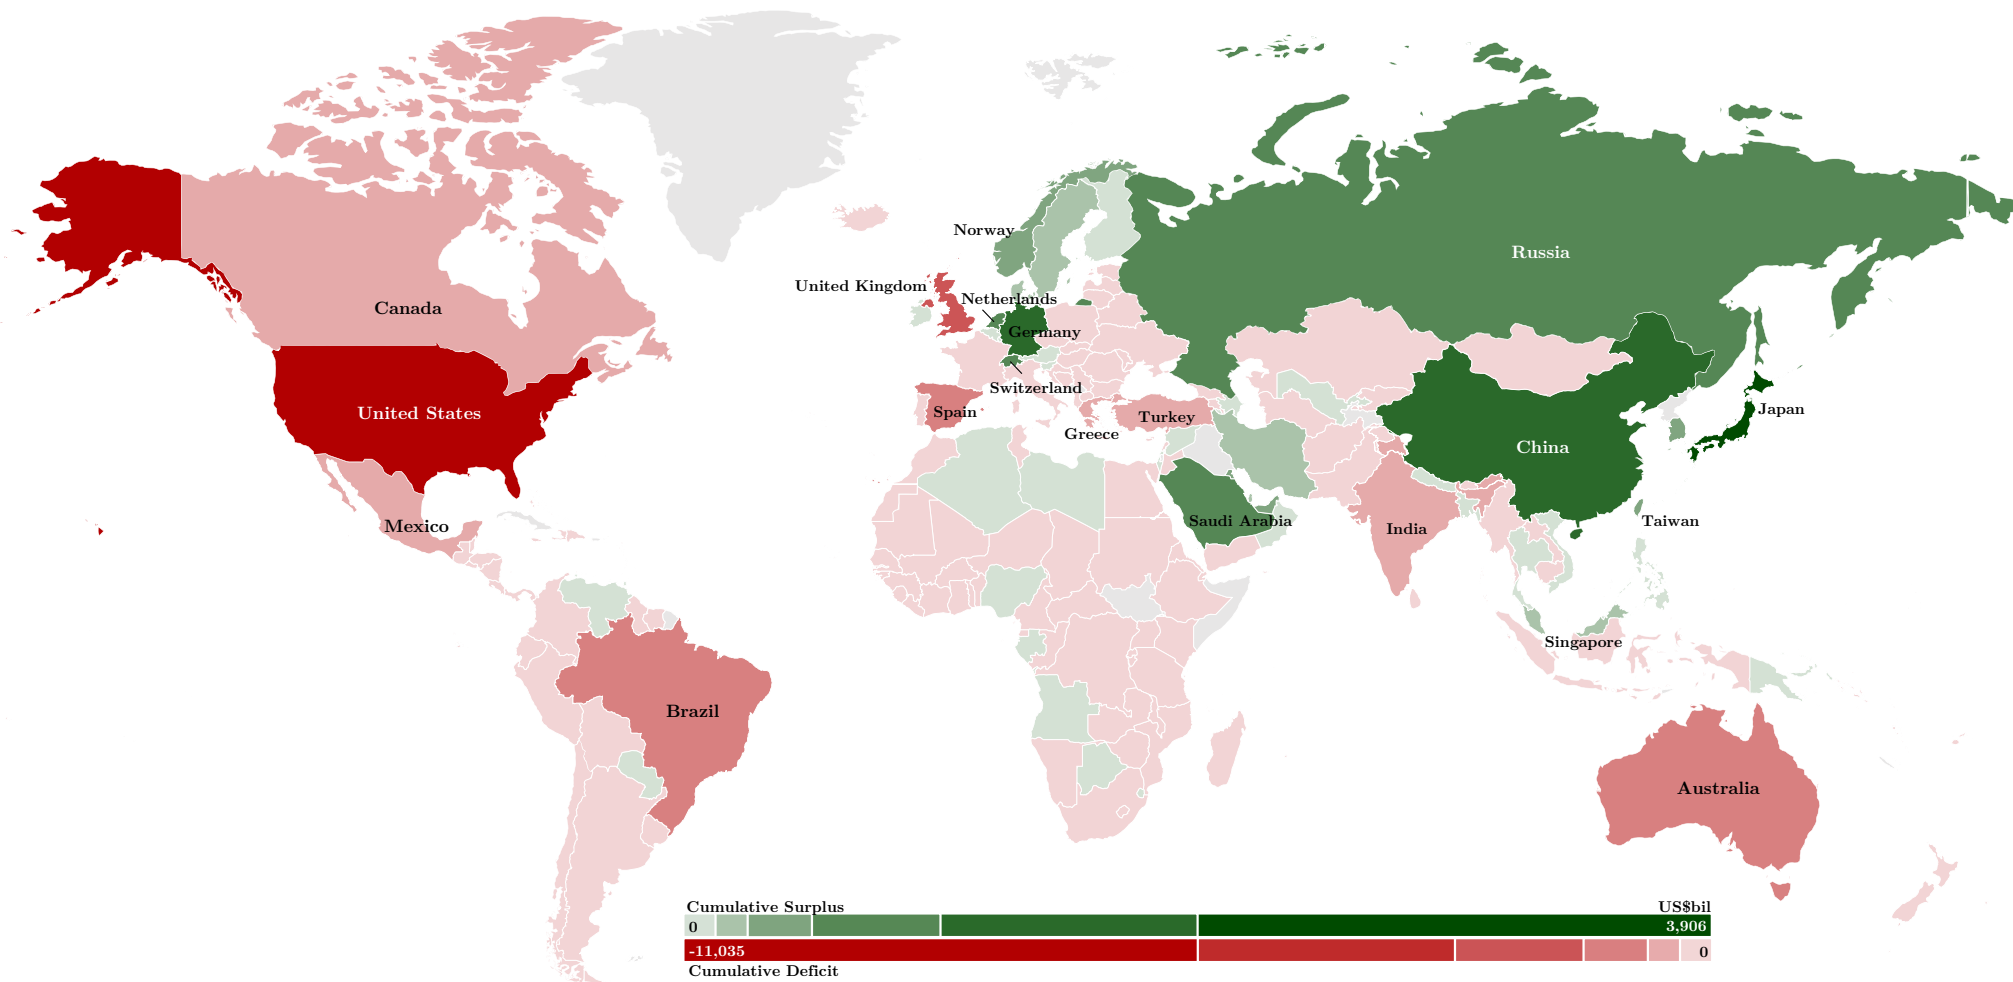 Norway
Russia
United Kingdom
Netherlands
Canada
Germany
Switzerland
United States
Spain
Turkey
Japan
Greece
China
Saudi Arabia
Taiwan
Mexico
India
Singapore
Brazil
Australia
Cumulative Surplus
US$bil
0
3,906
-11,035
0
Cumulative Deficit